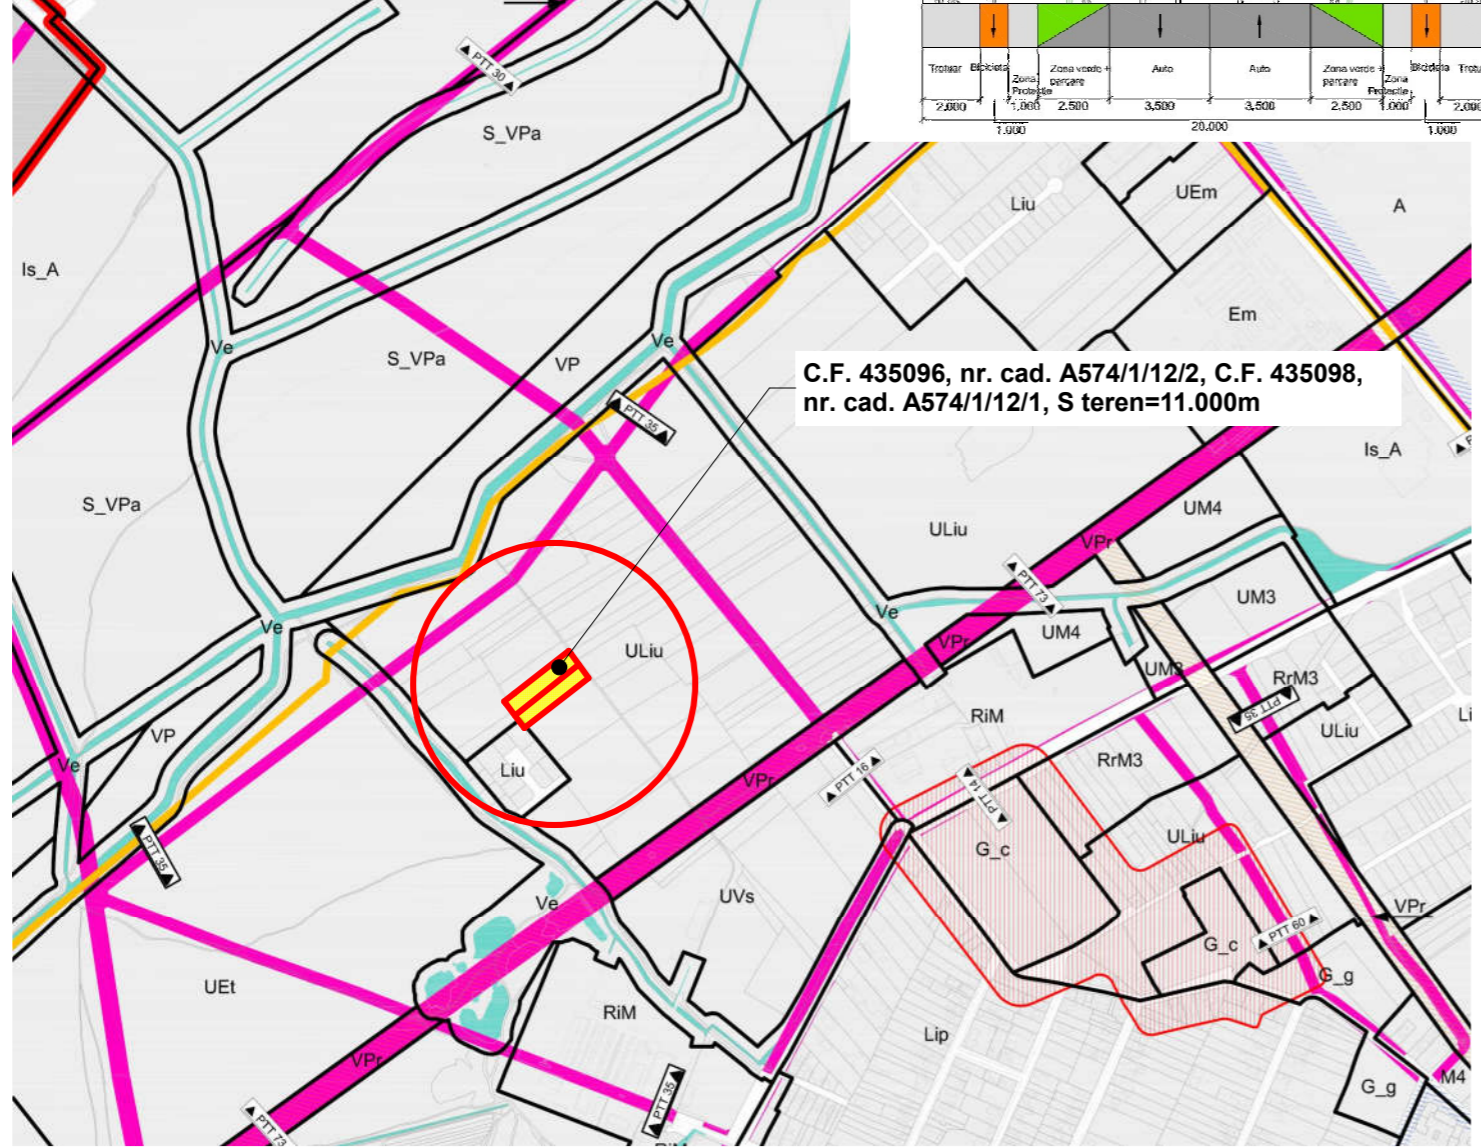 Trotuar Bicicleta Zona Protectie Zona verde + parcare Auto Auto Zona verde + parcare Zona Protectie Bicicleta
2.000 1.000 2.500 3,500 3,500 2.500 1.000 2.000
1.000 20.000 1.000
PTT 30
S_VPa
UEm
Liu
A
Is_A
Em
Ve
S_VPa
VP
Ve
C.F. 435096, nr. cad. A574/1/12/2, C.F. 435098,
nr. cad. A574/1/12/1, S teren=11.000m
PTT 35
Is_A
S_VPa
UM4
ULiu
VPr
PTT 73
UM3
Ve
Ve
UM4
VPr
ULiu
UM3
RrM3
PTT 35
RiM
Li
ULiu
VP
Ve
RrM3
Liu
VPr
PTT 16
PTT 14
ULiu
G_c
PTT 35
UVs
Ve
VPr
PTT 60
G_c
G_g
UEt
RiM
Lip
VPr
M4
G_g
PTT 35
PTT 73
RiM